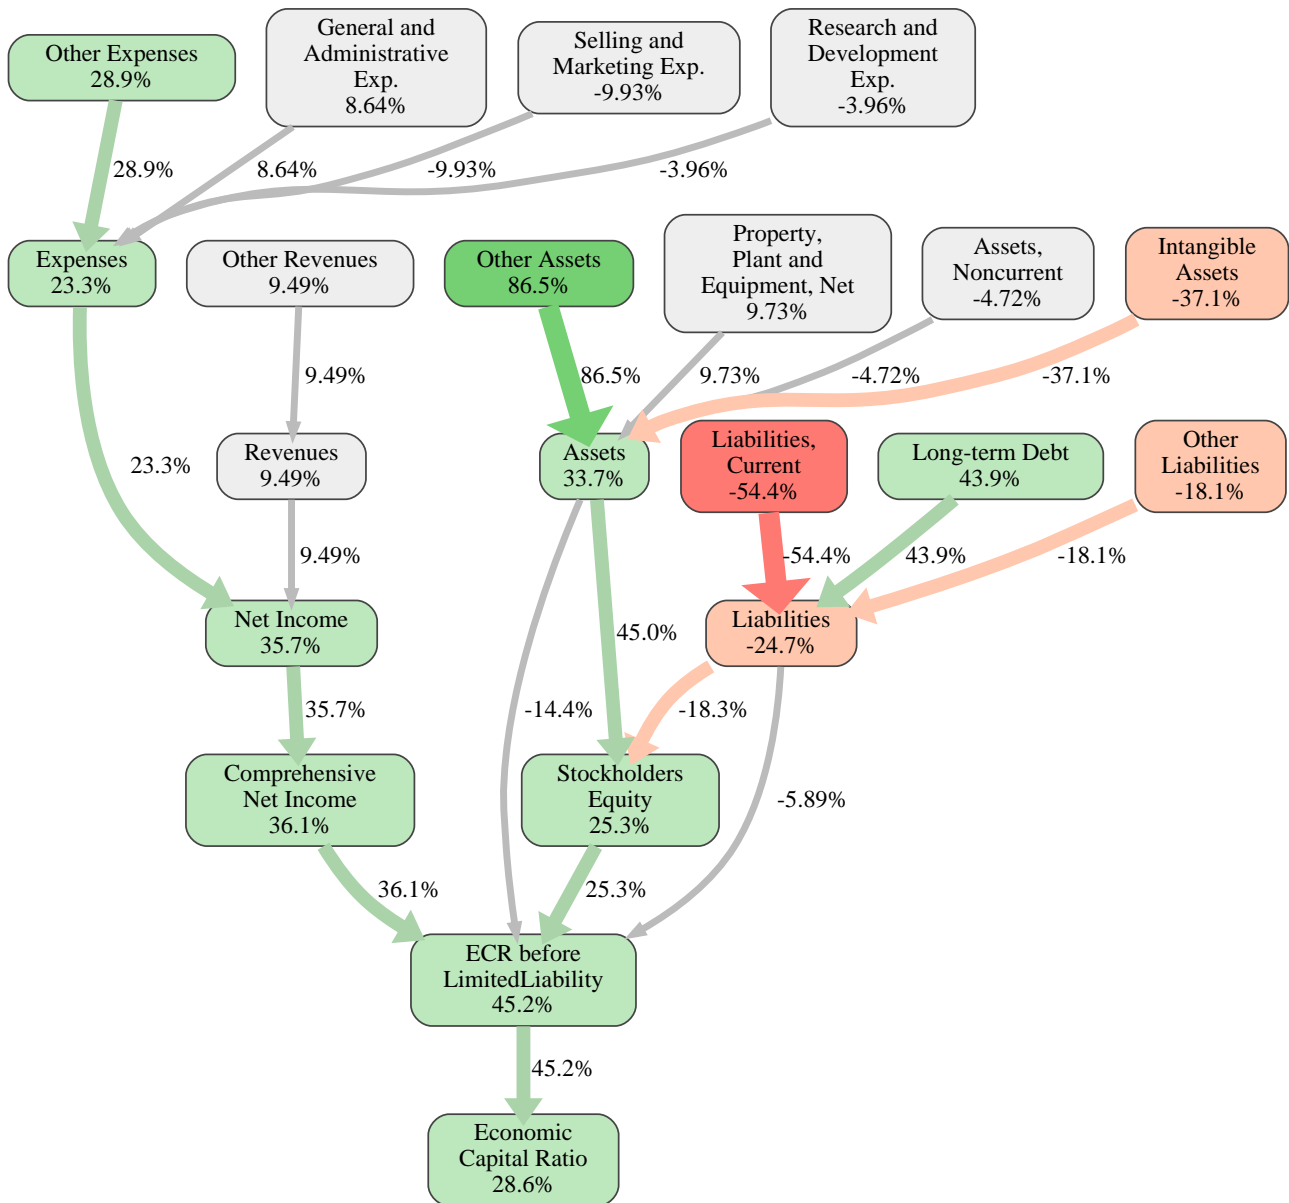 Other Expenses
28.9%
General and
Administrative
Exp.
8.64%
Selling and
Marketing Exp.
-9.93%
Research and
Development
Exp.
-3.96%
28.9%
8.64%
-9.93%
-3.96%
Expenses
23.3%
Other Revenues
9.49%
Other Assets
86.5%
Property,
Plant and
Equipment, Net
9.73%
Assets,
Noncurrent
-4.72%
Intangible
Assets
-37.1%
9.49%
86.5%
9.73%
-4.72%
-37.1%
23.3%
Revenues
9.49%
Assets
33.7%
Liabilities,
Current
-54.4%
Long-term Debt
43.9%
Other
Liabilities
-18.1%
9.49%
-54.4%
43.9%
-18.1%
Net Income
35.7%
45.0%
Liabilities
-24.7%
35.7%
-14.4%
-18.3%
Comprehensive
Net Income
36.1%
Stockholders
Equity
25.3%
-5.89%
36.1%
25.3%
ECR before
LimitedLiability
45.2%
45.2%
Economic
Capital Ratio
28.6%